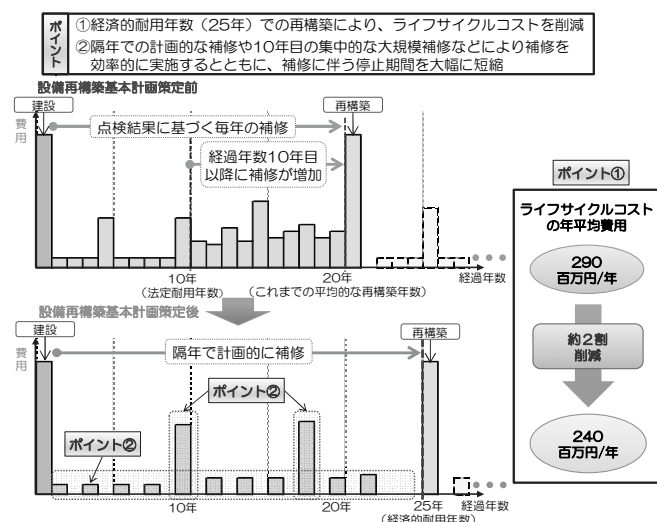 ポイント
①経済的耐用年数（25年）での再構築により、ライフサイクルコストを削減
②隔年での計画的な補修や10年目の集中的な大規模補修などにより補修を
効率的に実施するとともに、補修に伴う停止期間を大幅に短縮
設備再構築基本計画策定前
建設
再構築
費用
点検結果に基づく毎年の補修
経過年数10年目
以降に補修が増加
10年
（法定耐用年数）
20年
（これまでの平均的な再構築年数）
経過年数
設備再構築基本計画策定後
建設
再構築
費用
隔年で計画的に補修
ポイント②
ポイント②
10年
20年
25年
（経済的耐用年数）
経過年数
ポイント①
ライフサイクルコスト
の年平均費用
290
百万円/年
約2割
削減
240
百万円/年